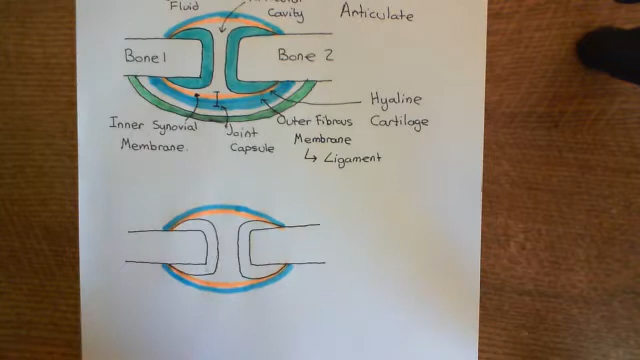 Fluid
Cavity
Articulate
Bone 1
Bone 2
Hyaline
Cartilage
Inner Synovial
Membrane.
Joint
Capsule
Outer Fibrous
Membrane
↳ Ligament